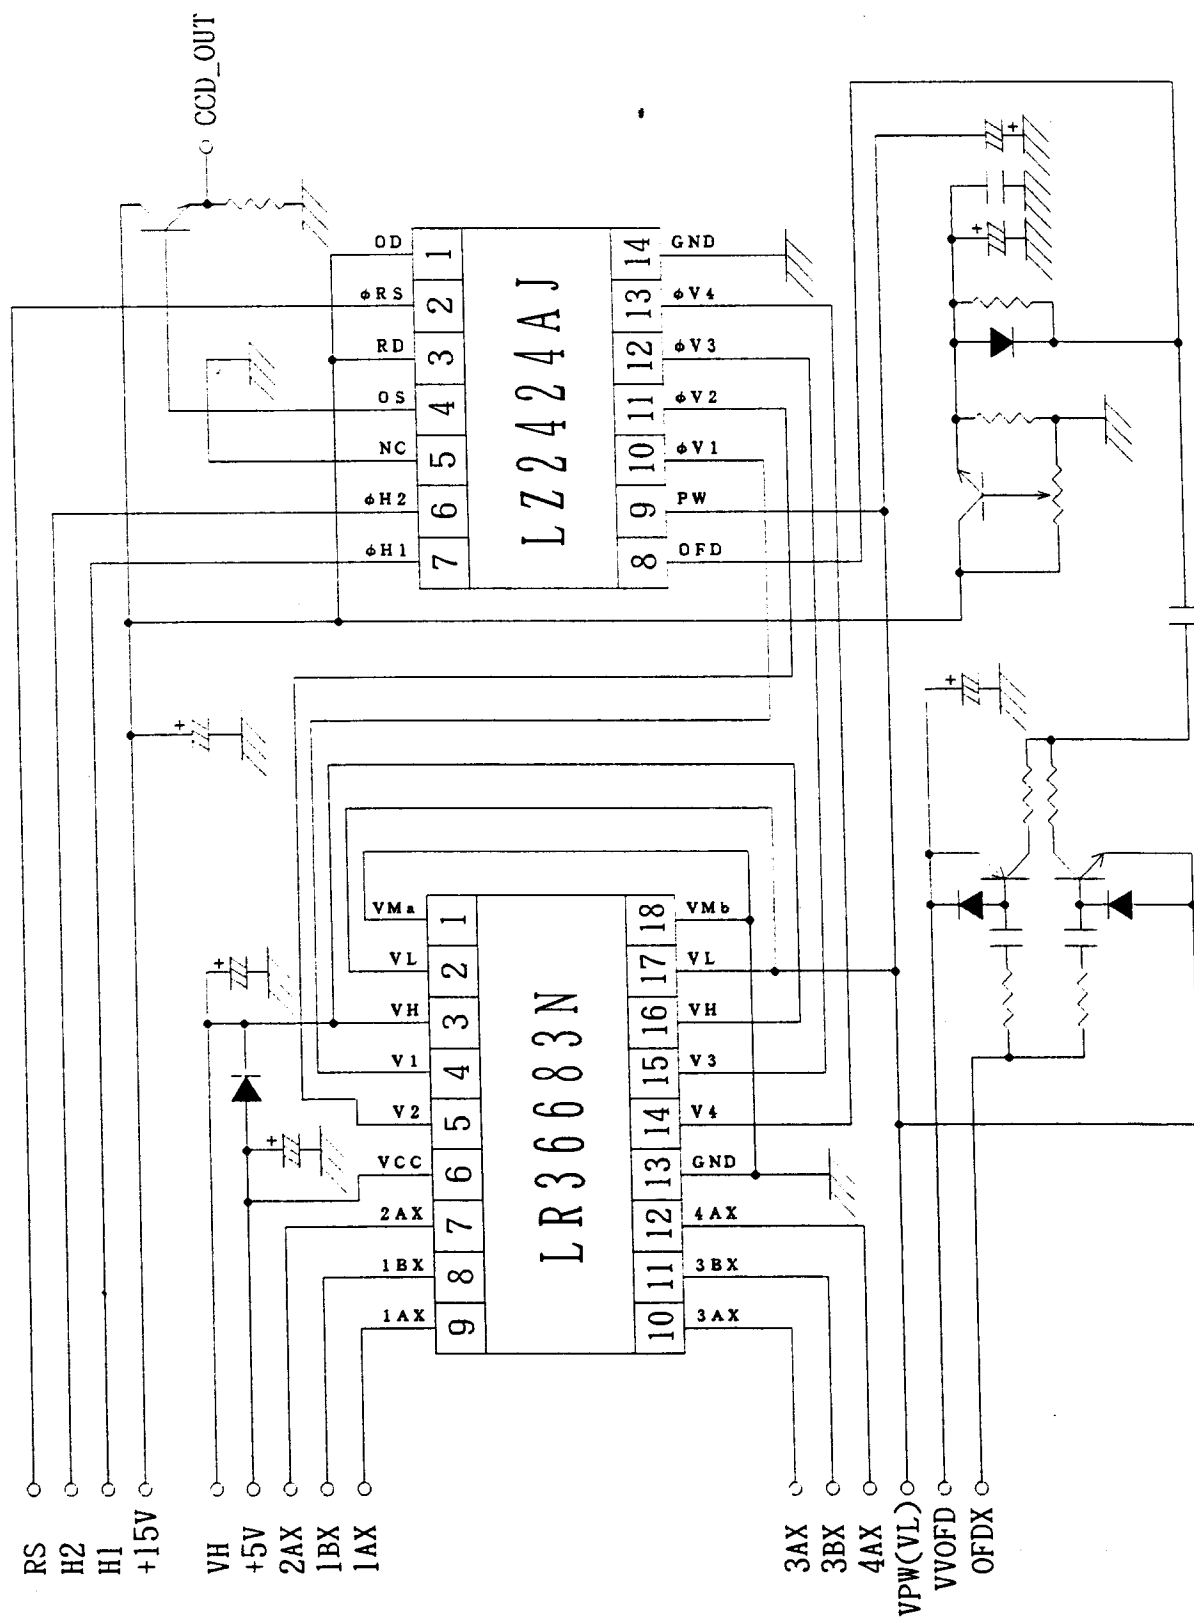 CCD_OUT
OD
1
14
GND
φRS
2
13
φV4
RD
3
12
φV3
OS
4
11
φV2
NC
5
10
φV1
φH2
6
9
PW
φH1
7
8
OFD
LZ2424AJ
+
+
+
+
+
+
VMa
1
18
VMb
VL
2
17
VL
VH
3
16
VH
V1
4
15
V3
V2
5
14
V4
VCC
6
13
GND
2AX
7
12
4AX
1BX
8
11
3BX
1AX
9
10
3AX
LR36683N
RS
H2
H1
+15V
VH
+5V
2AX
1BX
1AX
3AX
3BX
4AX
VPW(VL)
VVOFD
OFDX